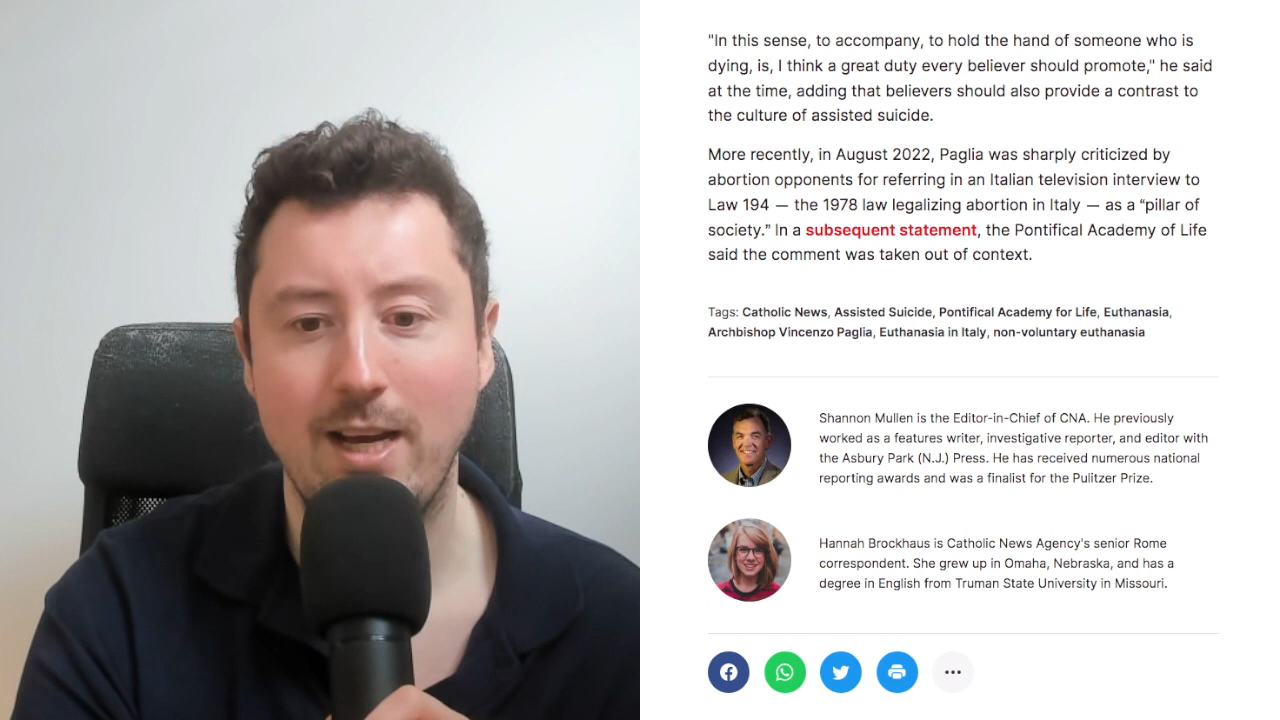 "In this sense, to accompany, to hold the hand of someone who is
dying, is, I think a great duty every believer should promote," he said
at the time, adding that believers should also provide a contrast to
the culture of assisted suicide.
More recently, in August 2022, Paglia was sharply criticized by
abortion opponents for referring in an Italian television interview to
Law 194 — the 1978 law legalizing abortion in Italy — as a “pillar of
society.” In a subsequent statement, the Pontifical Academy of Life
said the comment was taken out of context.
Tags: Catholic News, Assisted Suicide, Pontifical Academy for Life, Euthanasia,
Archbishop Vincenzo Paglia, Euthanasia in Italy, non-voluntary euthanasia
Shannon Mullen is the Editor-in-Chief of CNA. He previously
worked as a features writer, investigative reporter, and editor with
the Asbury Park (N.J.) Press. He has received numerous national
reporting awards and was a finalist for the Pulitzer Prize.
Hannah Brockhaus is Catholic News Agency's senior Rome
correspondent. She grew up in Omaha, Nebraska, and has a
degree in English from Truman State University in Missouri.